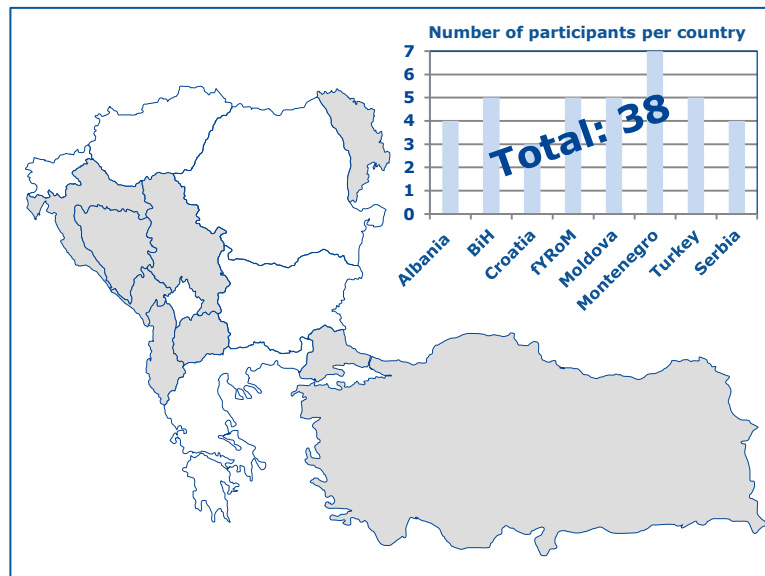 Number of participants per country
7
6
5
4
3
2
1
0
Total: 38
Albania
BiH
Croatia
fYRoM
Moldova
Montenegro
Turkey
Serbia